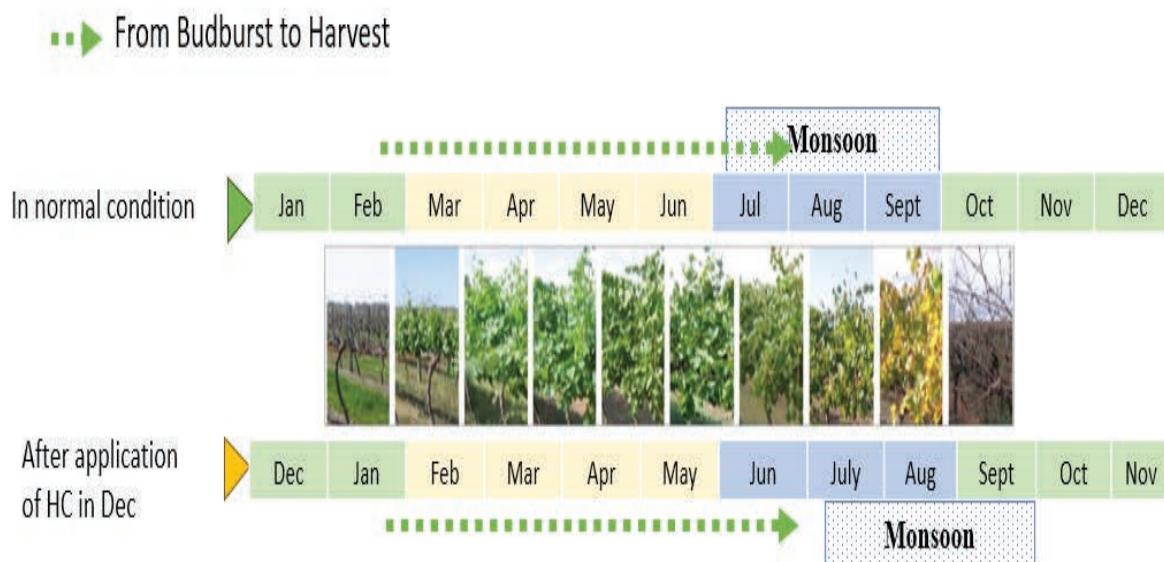 From Budburst to Harvest
Monsoon
In normal condition
Jan Feb Mar Apr May Jun Jul Aug Sept Oct Nov Dec
After application
of HC in Dec
Dec Jan Feb Mar Apr May Jun July Aug Sept Oct Nov
Monsoon